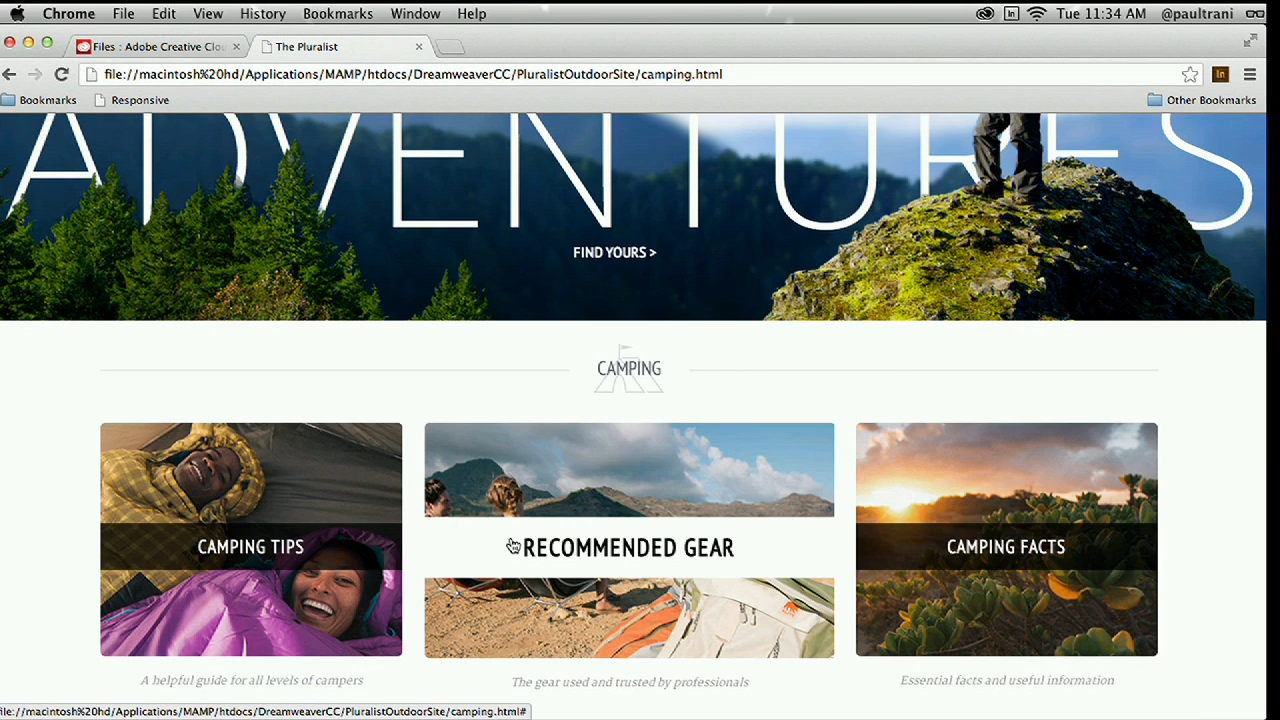 Chrome File Edit View History Bookmarks Window Help Tue 11:34 AM @paultrani
Files : Adobe Creative Clou The Pluralist
file://macintosh%20hd/Applications/MAMP/htdocs/DreamweaverCC/PluralistOutdoorSite/camping.html
Bookmarks Responsive Other Bookmarks
ADVENTURES
FIND YOURS >
CAMPING
CAMPING TIPS RECOMMENDED GEAR CAMPING FACTS
A helpful guide for all levels of campers The gear used and trusted by professionals Essential facts and useful information
file://macintosh%20hd/Applications/MAMP/htdocs/DreamweaverCC/PluralistOutdoorSite/camping.html#